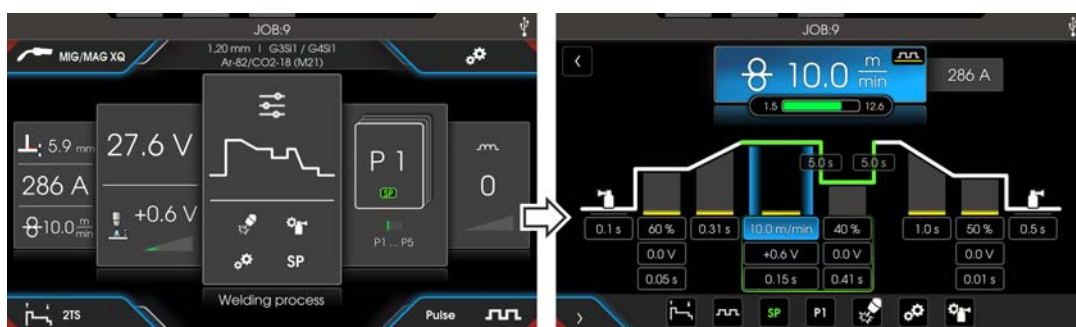 JOB:9
MIG/MAG XQ
1,20 mm | G3Si1 / G4Si1
Ar-82/CO2-18 (M21)
5.9 mm
286 A
10.0 m/min
27.6 V
+0.6 V
SP
Welding process
P 1
SP
P1 ... P5
0
2TS
Pulse
JOB:9
10.0 m/min
286 A
1.5 12.6
5.0 s 5.0 s
0.1 s 60 % 0.31 s 10.0 m/min 40 % 1.0 s 50 % 0.5 s
0.0 V +0.6 V 0.0 V 0.0 V
0.05 s 0.15 s 0.41 s 0.01 s
SP P1